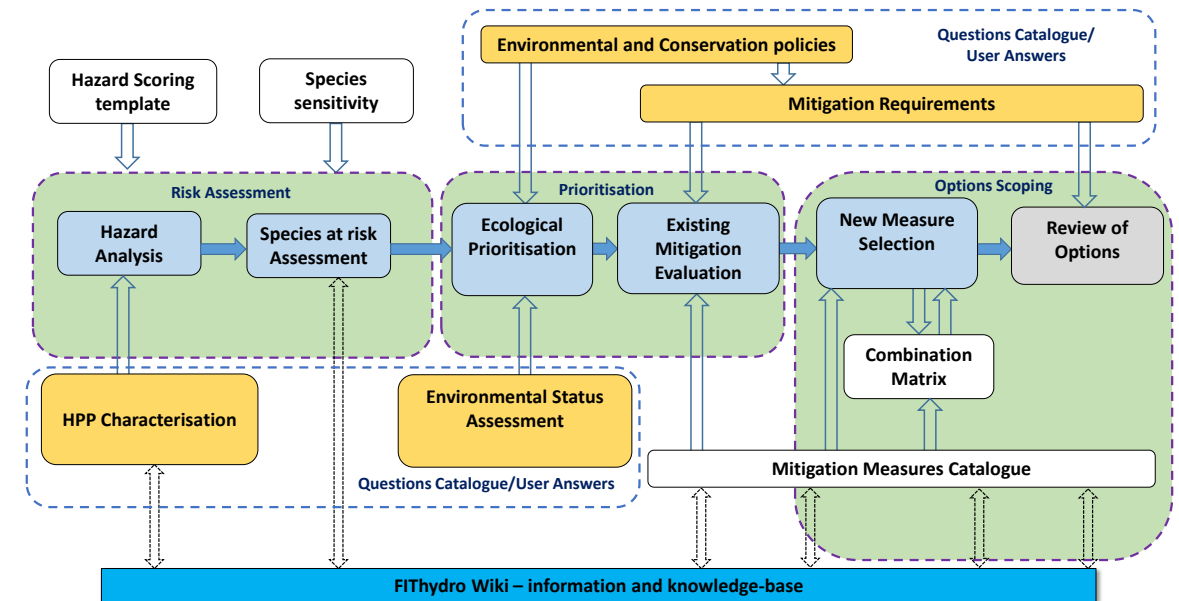 Environmental and Conservation policies
Questions Catalogue/
User Answers
Hazard Scoring
template
Species
sensitivity
Mitigation Requirements
Risk Assessment
Prioritisation
Options Scoping
Hazard
Analysis
Species at risk
Assessment
Ecological
Prioritisation
Existing
Mitigation
Evaluation
New Measure
Selection
Review of
Options
Combination
Matrix
HPP Characterisation
Environmental Status
Assessment
Mitigation Measures Catalogue
Questions Catalogue/User Answers
FIThydro Wiki – information and knowledge-base